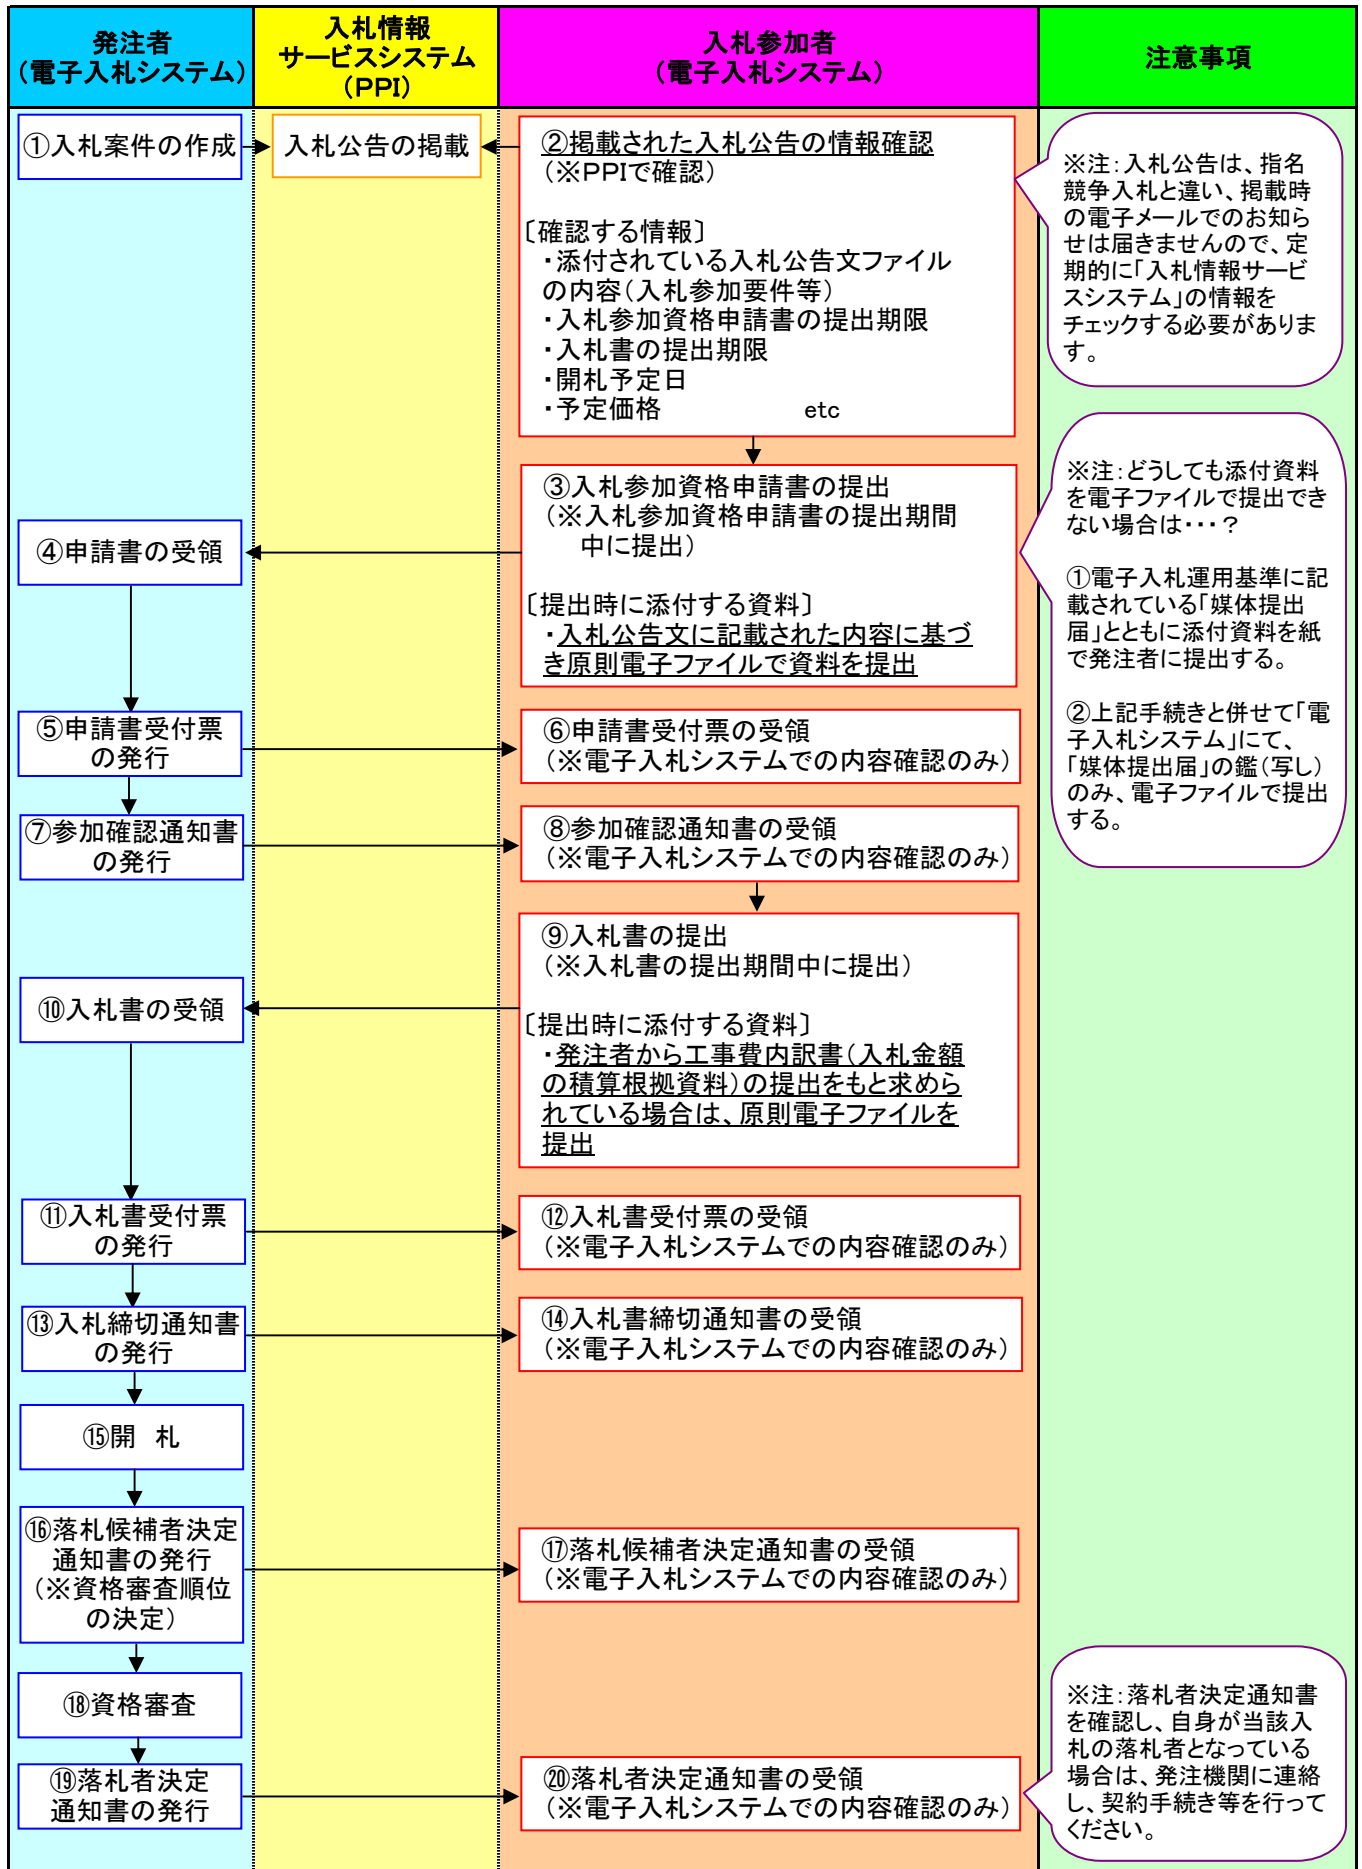 発注者
（電子入札システム）
入札情報
サービスシステム
（PPI）
入札参加者
（電子入札システム）
注意事項
①入札案件の作成
入札公告の掲載
②掲載された入札公告の情報確認
（※PPIで確認）
〔確認する情報〕
・添付されている入札公告文ファイル
の内容（入札参加要件等）
・入札参加資格申請書の提出期限
・入札書の提出期限
・開札予定日
・予定価格 etc
※注：入札公告は、指名
競争入札と違い、掲載時
の電子メールでのお知ら
せは届きませんので、定
期的に「入札情報サービ
スシステム」の情報を
チェックする必要がありま
す。
③入札参加資格申請書の提出
（※入札参加資格申請書の提出期間
中に提出）
〔提出時に添付する資料〕
・入札公告文に記載された内容に基づ
き原則電子ファイルで資料を提出
④申請書の受領
※注：どうしても添付資料
を電子ファイルで提出でき
ない場合は・・・？
①電子入札運用基準に記
載されている「媒体提出
届」とともに添付資料を紙
で発注者に提出する。
②上記手続きと併せて「電
子入札システム」にて、
「媒体提出届」の鑑（写し）
のみ、電子ファイルで提出
する。
⑤申請書受付票
の発行
⑥申請書受付票の受領
（※電子入札システムでの内容確認のみ）
⑦参加確認通知書
の発行
⑧参加確認通知書の受領
（※電子入札システムでの内容確認のみ）
⑨入札書の提出
（※入札書の提出期間中に提出）
〔提出時に添付する資料〕
・発注者から工事費内訳書（入札金額
の積算根拠資料）の提出をもと求めら
れている場合は、原則電子ファイルを
提出
⑩入札書の受領
⑪入札書受付票
の発行
⑫入札書受付票の受領
（※電子入札システムでの内容確認のみ）
⑬入札締切通知書
の発行
⑭入札書締切通知書の受領
（※電子入札システムでの内容確認のみ）
⑮開　札
⑯落札候補者決定
通知書の発行
（※資格審査順位
の決定）
⑰落札候補者決定通知書の受領
（※電子入札システムでの内容確認のみ）
⑱資格審査
⑲落札者決定
通知書の発行
⑳落札者決定通知書の受領
（※電子入札システムでの内容確認のみ）
※注：落札者決定通知書
を確認し、自身が当該入
札の落札者となっている
場合は、発注機関に連絡
し、契約手続き等を行って
ください。